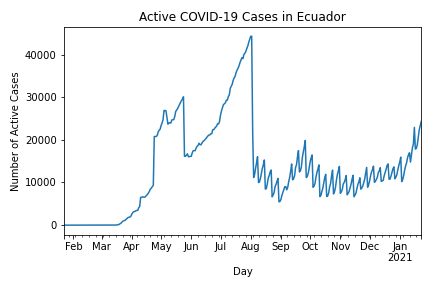 Active COVID-19 Cases in Ecuador
Number of Active Cases
40000
30000
20000
10000
0
Feb Mar Apr May Jun Jul Aug Sep Oct Nov Dec Jan
2021
Day